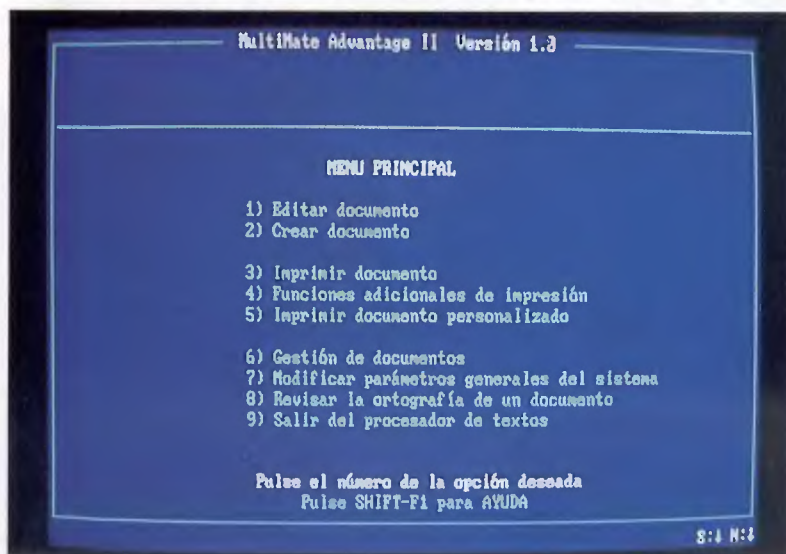 MultiMate Advantage II Versión 1.0
MENU PRINCIPAL
1) Editar documento
2) Crear documento
3) Imprimir documento
4) Funciones adicionales de impresión
5) Imprimir documento personalizado
6) Gestión de documentos
7) Modificar parámetros generales del sistema
8) Revisar la ortografía de un documento
9) Salir del procesador de textos
Pulse el número de la opción deseada
Pulse SHIFT-F1 para AYUDA
S:↓ N:↓